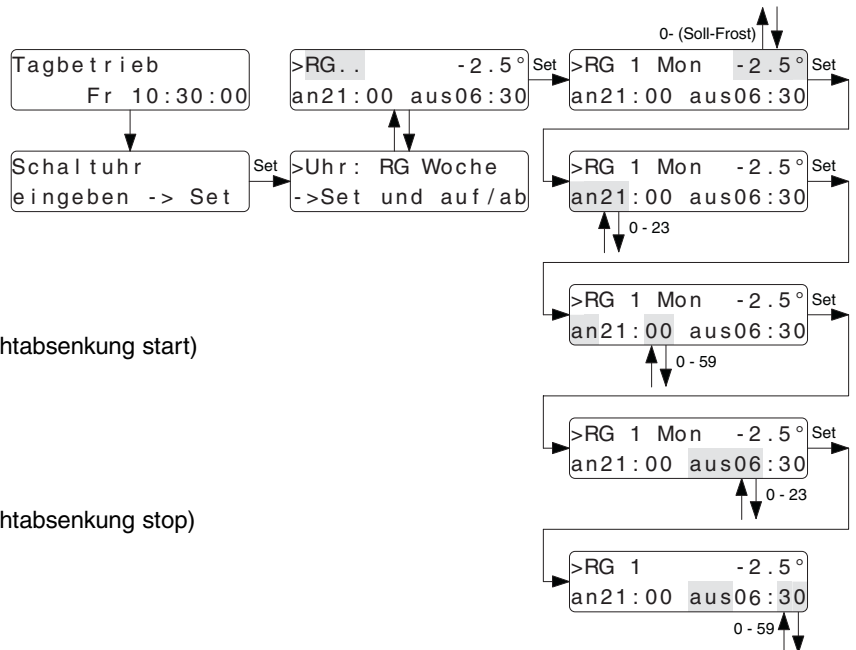 0- (Soll-Frost)
Tagbetrieb
Fr 10:30:00
>RG.. -2.5°
an21:00 aus06:30
Set
>RG 1 Mon -2.5°
an21:00 aus06:30
Set
Schaltuhr
eingeben -> Set
Set
>Uhr: RG Woche
->Set und auf/ab
>RG 1 Mon -2.5°
an21:00 aus06:30
Set
0 - 23
>RG 1 Mon -2.5°
an21:00 aus06:30
Set
0 - 59
htabsenkung start)
>RG 1 Mon -2.5°
an21:00 aus06:30
Set
0 - 23
htabsenkung stop)
>RG 1 -2.5°
an21:00 aus06:30
0 - 59